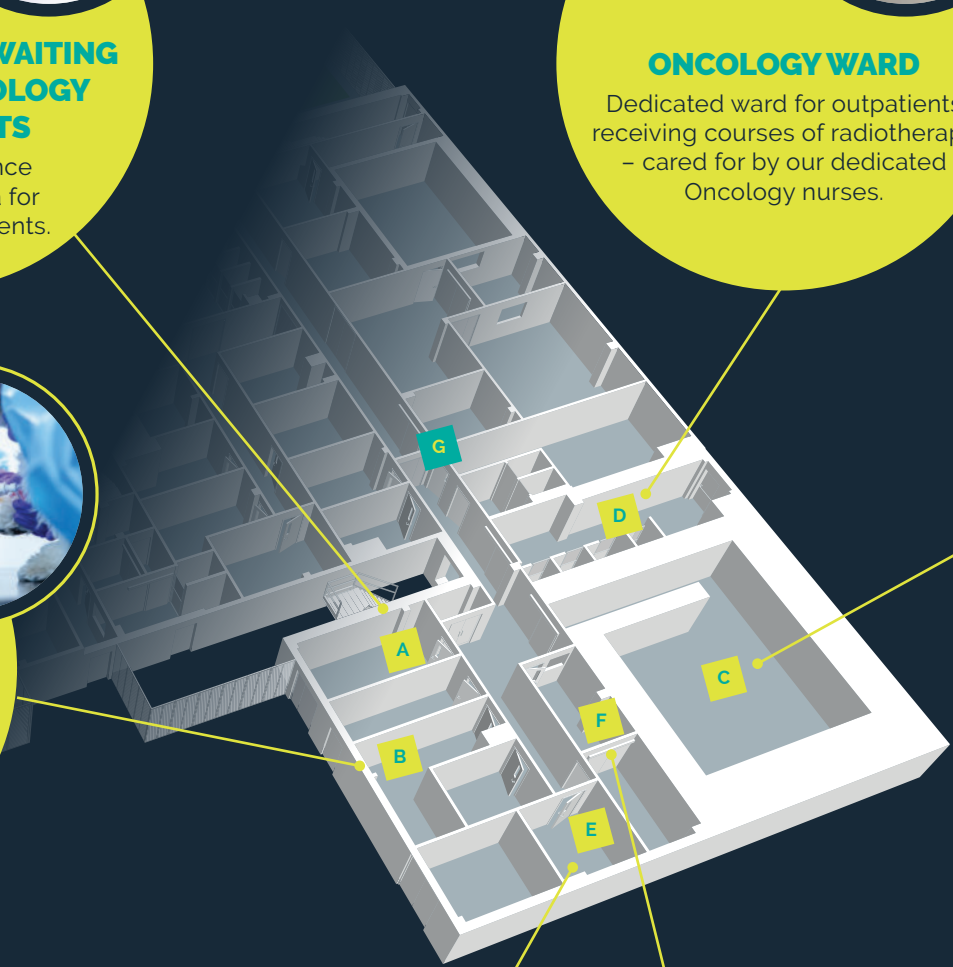 WAITING
OLOGY
TS
nce
for
ents.
ONCOLOGY WARD
Dedicated ward for outpatients
receiving courses of radiotherap
– cared for by our dedicated
Oncology nurses.
G
D
A
C
F
B
E